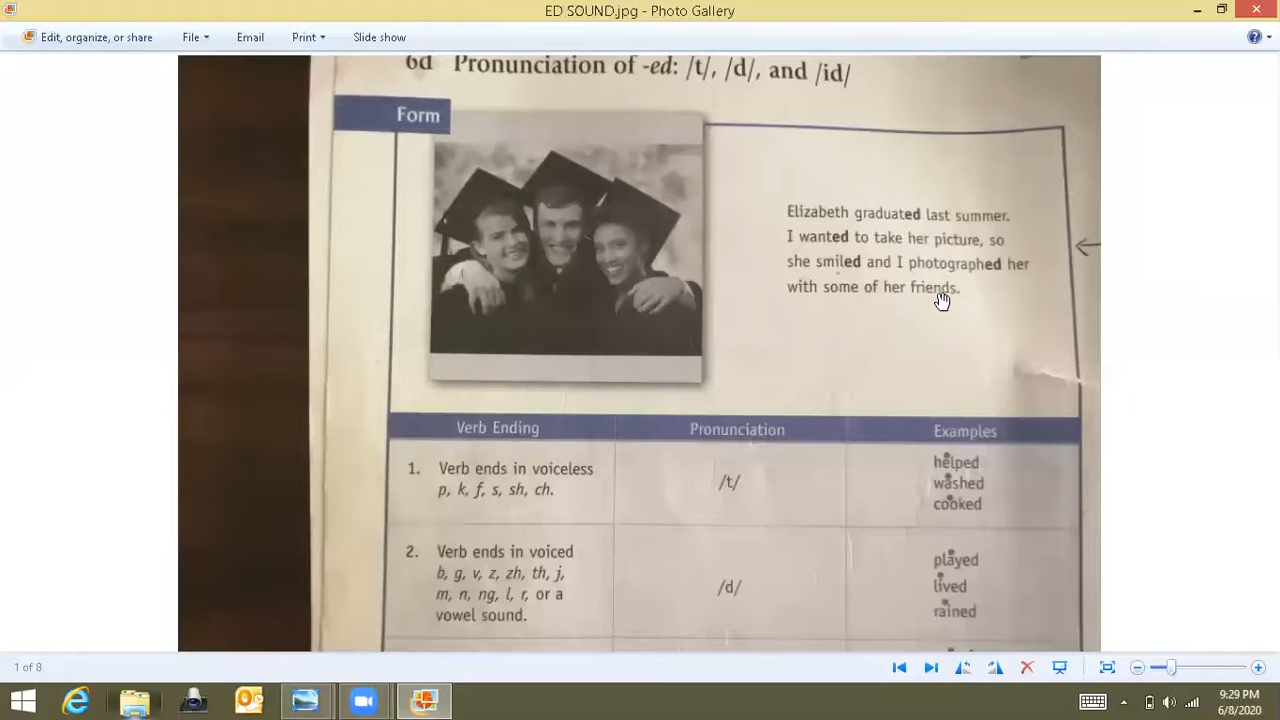 ED SOUND.jpg - Photo Gallery
Edit, organize, or share File Email Print Slide show
6d Pronunciation of -ed: /t/, /d/, and /id/
Form
Elizabeth graduated last summer.
I wanted to take her picture, so
she smiled and I photographed her
with some of her friends.
Verb Ending Pronunciation Examples
1. Verb ends in voiceless
p, k, f, s, sh, ch.
/t/
helped
washed
cooked
2. Verb ends in voiced
b, g, v, z, zh, th, j,
m, n, ng, l, r, or a
vowel sound.
/d/
played
lived
rained
1 of 8
9:29 PM
6/8/2020